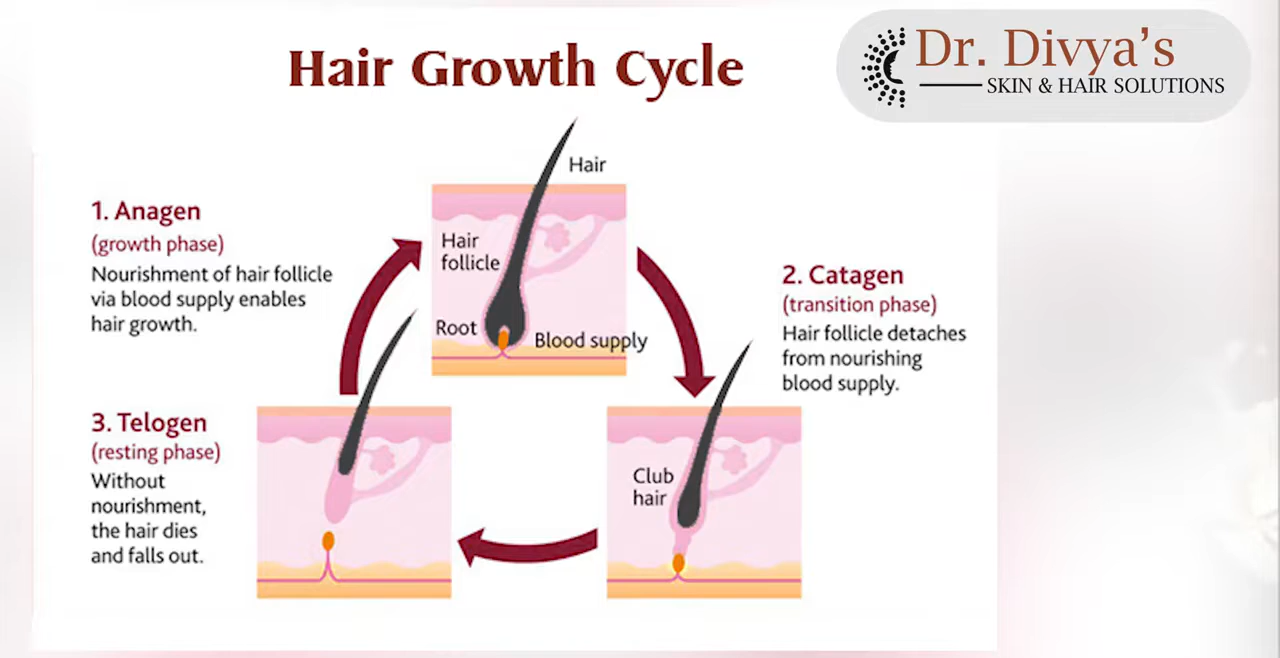 Hair Growth Cycle
Dr. Divya's
SKIN & HAIR SOLUTIONS
1. Anagen
(growth phase)
Nourishment of hair follicle
via blood supply enables
hair growth.
Hair
Hair
follicle
Root
Blood supply
2. Catagen
(transition phase)
Hair follicle detaches
from nourishing
blood supply.
Club
hair
3. Telogen
(resting phase)
Without
nourishment,
the hair dies
and falls out.